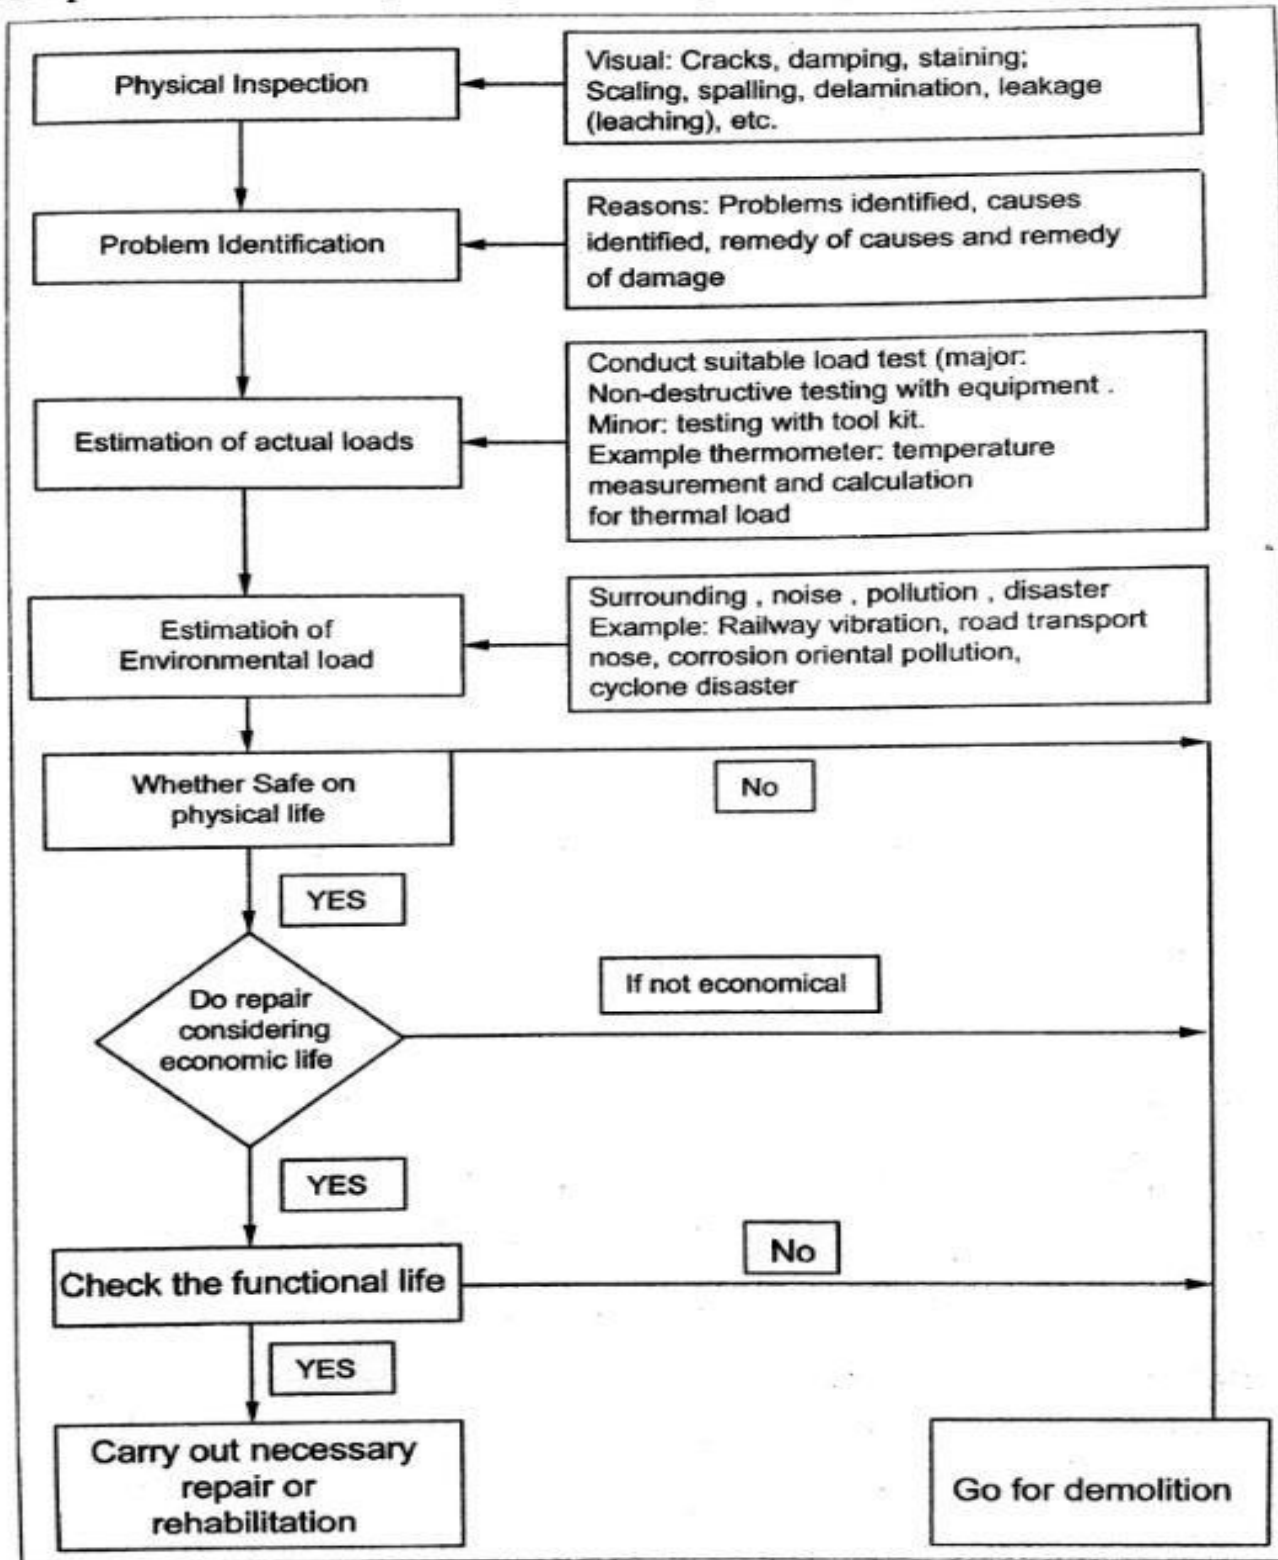 Physical Inspection
Visual: Cracks, damping, staining;
Scaling, spalling, delamination, leakage
(leaching), etc.
Problem Identification
Reasons: Problems identified, causes
identified, remedy of causes and remedy
of damage
Estimation of actual loads
Conduct suitable load test (major:
Non-destructive testing with equipment .
Minor: testing with tool kit.
Example thermometer: temperature
measurement and calculation
for thermal load
Estimation of
Environmental load
Surrounding , noise , pollution , disaster
Example: Railway vibration, road transport
nose, corrosion oriental pollution,
cyclone disaster
Whether Safe on
physical life
No
YES
Do repair
considering
economic life
If not economical
YES
Check the functional life
No
YES
Carry out necessary
repair or
rehabilitation
Go for demolition